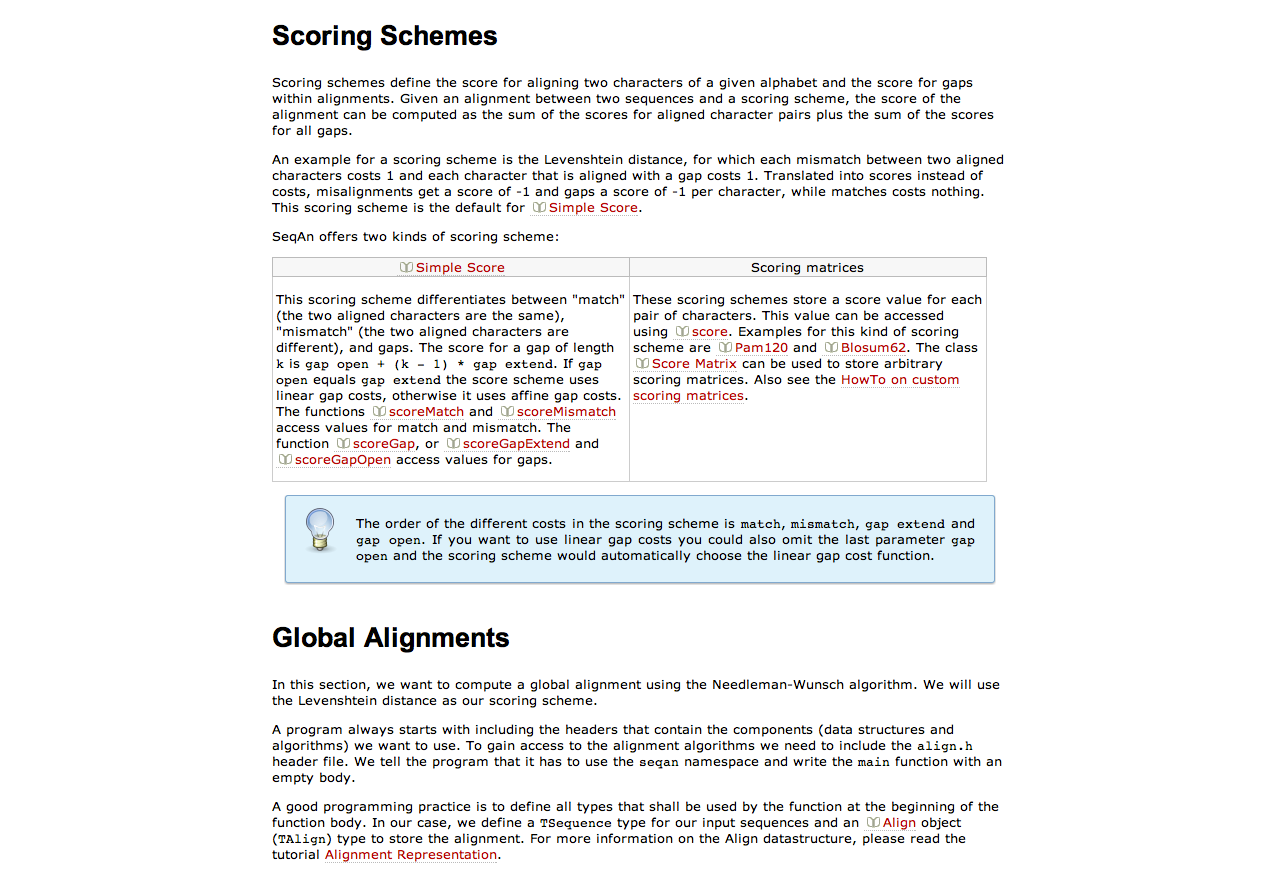 Scoring Schemes
Scoring schemes define the score for aligning two characters of a given alphabet and the score for gaps
within alignments. Given an alignment between two sequences and a scoring scheme, the score of the
alignment can be computed as the sum of the scores for aligned character pairs plus the sum of the scores
for all gaps.
An example for a scoring scheme is the Levenshtein distance, for which each mismatch between two aligned
characters costs 1 and each character that is aligned with a gap costs 1. Translated into scores instead of
costs, misalignments get a score of -1 and gaps a score of -1 per character, while matches costs nothing.
This scoring scheme is the default for Simple Score.
SeqAn offers two kinds of scoring scheme:
Simple Score
This scoring scheme differentiates between "match"
(the two aligned characters are the same),
"mismatch" (the two aligned characters are
different), and gaps. The score for a gap of length
k is gap open + (k - 1) * gap extend. If gap
open equals gap extend the score scheme uses
linear gap costs, otherwise it uses affine gap costs.
The functions scoreMatch and scoreMismatch
access values for match and mismatch. The
function scoreGap, or scoreGapExtend and
scoreGapOpen access values for gaps.
Scoring matrices
These scoring schemes store a score value for each
pair of characters. This value can be accessed
using score. Examples for this kind of scoring
scheme are Pam120 and Blosum62. The class
Score Matrix can be used to store arbitrary
scoring matrices. Also see the HowTo on custom
scoring matrices.
The order of the different costs in the scoring scheme is match, mismatch, gap extend and
gap open. If you want to use linear gap costs you could also omit the last parameter gap
open and the scoring scheme would automatically choose the linear gap cost function.
Global Alignments
In this section, we want to compute a global alignment using the Needleman-Wunsch algorithm. We will use
the Levenshtein distance as our scoring scheme.
A program always starts with including the headers that contain the components (data structures and
algorithms) we want to use. To gain access to the alignment algorithms we need to include the align.h
header file. We tell the program that it has to use the seqan namespace and write the main function with an
empty body.
A good programming practice is to define all types that shall be used by the function at the beginning of the
function body. In our case, we define a TSequence type for our input sequences and an Align object
(TAlign) type to store the alignment. For more information on the Align datastructure, please read the
tutorial Alignment Representation.